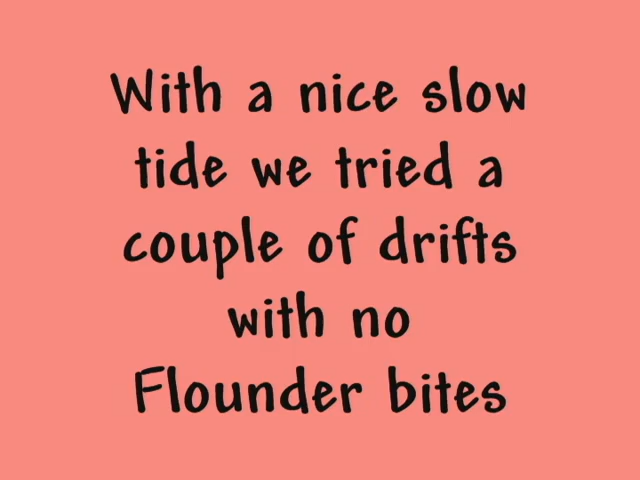 With a nice slow
tide we tried a
couple of drifts
with no
Flounder bites